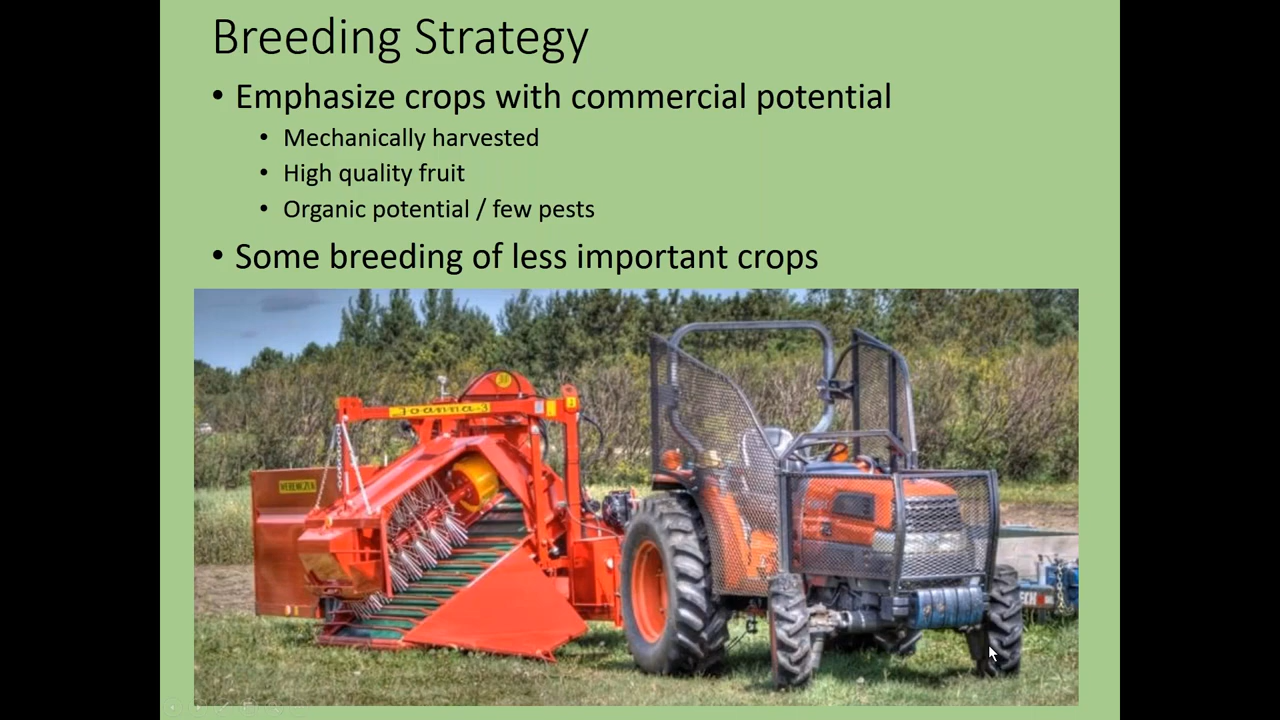 Breeding Strategy
• Emphasize crops with commercial potential
• Mechanically harvested
• High quality fruit
• Organic potential / few pests
• Some breeding of less important crops
Joanna-3
WEREMCZUK